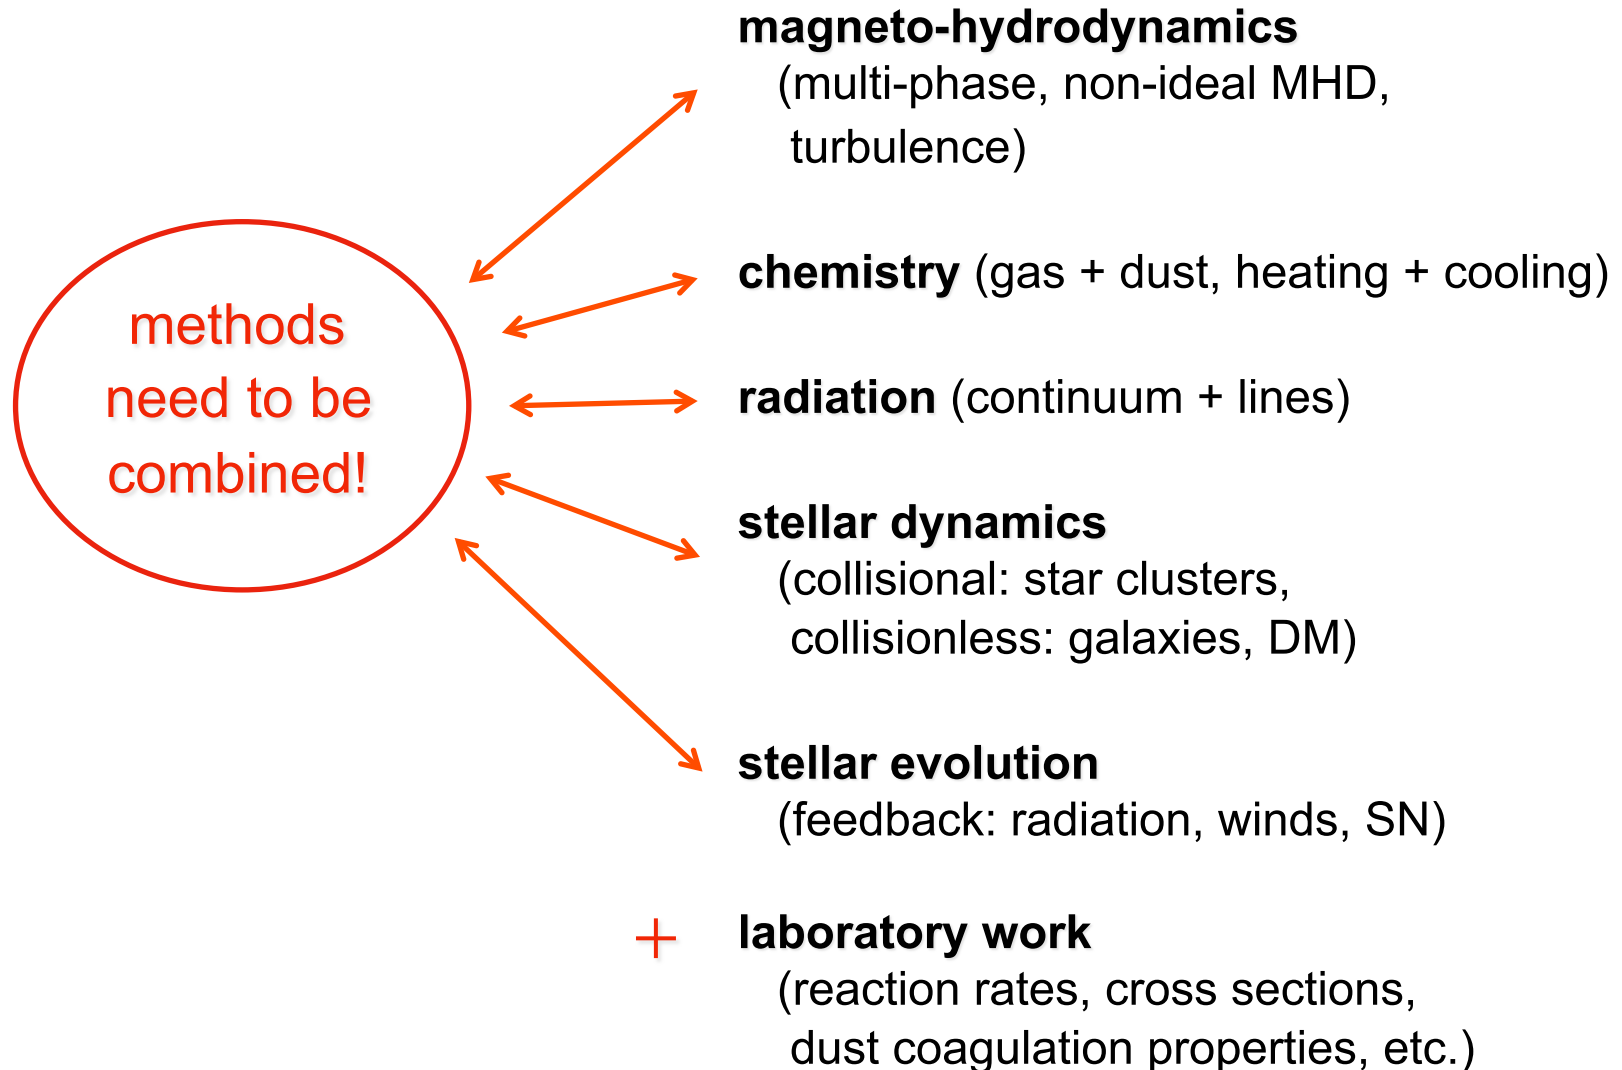 methods
need to be
combined!
magneto-hydrodynamics
(multi-phase, non-ideal MHD,
turbulence)
chemistry (gas + dust, heating + cooling)
radiation (continuum + lines)
stellar dynamics
(collisional: star clusters,
collisionless: galaxies, DM)
stellar evolution
(feedback: radiation, winds, SN)
+ laboratory work
(reaction rates, cross sections,
dust coagulation properties, etc.)